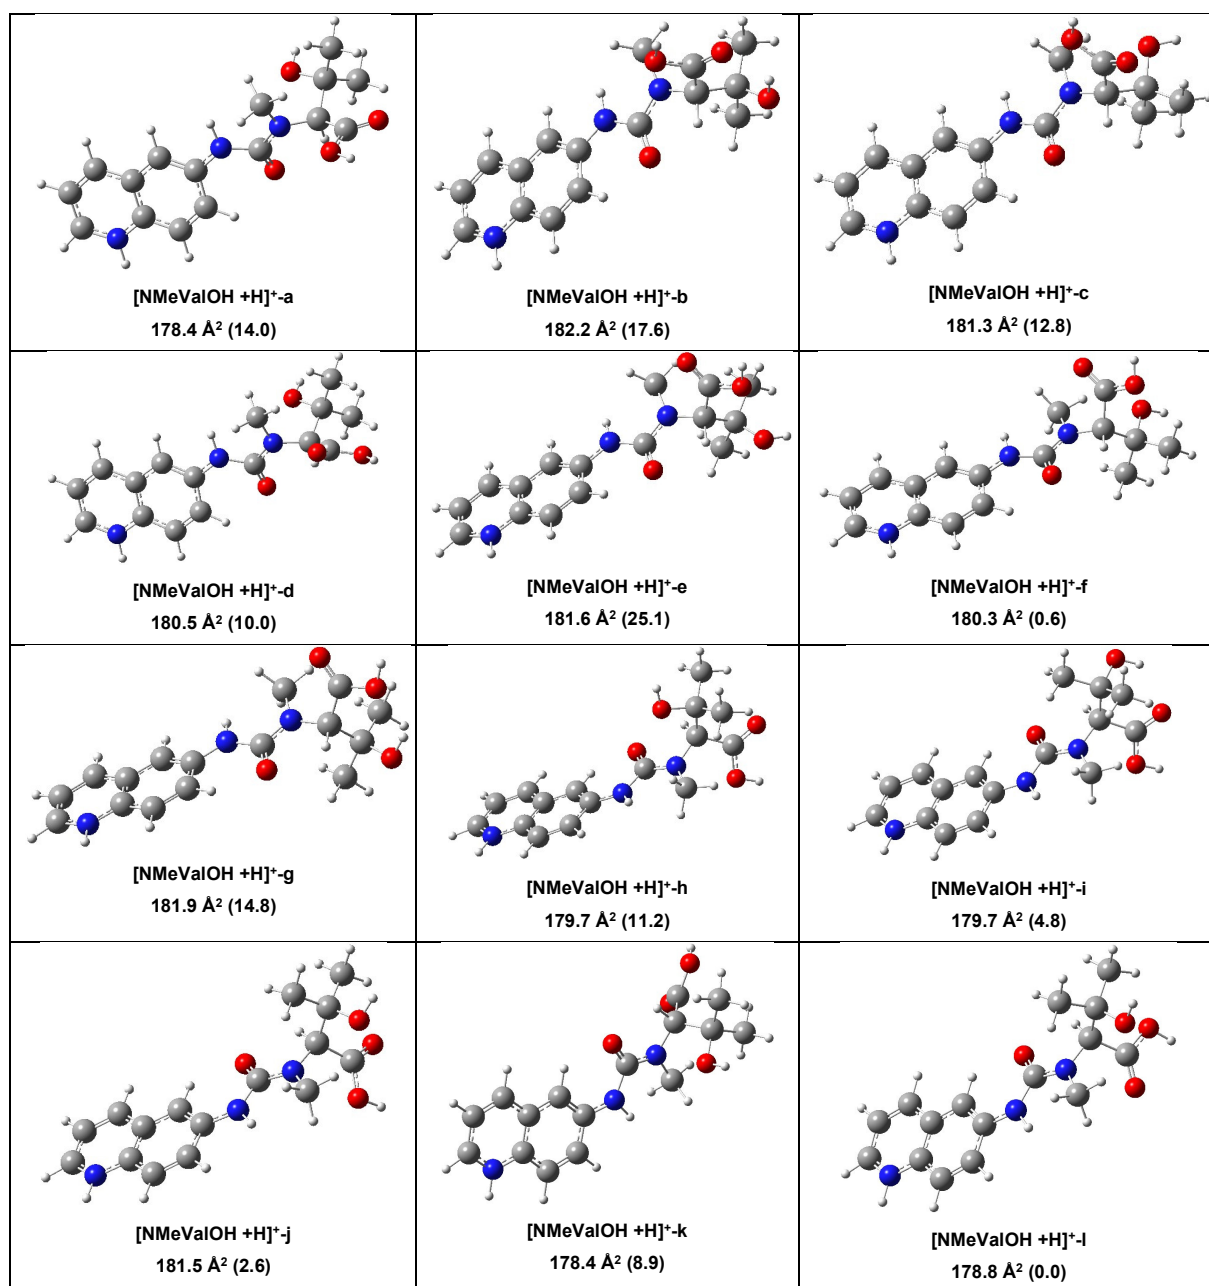 [NMeValOH +H]⁺-a
178.4 Å² (14.0)
[NMeValOH +H]⁺-b
182.2 Å² (17.6)
[NMeValOH +H]⁺-c
181.3 Å² (12.8)
[NMeValOH +H]⁺-d
180.5 Å² (10.0)
[NMeValOH +H]⁺-e
181.6 Å² (25.1)
[NMeValOH +H]⁺-f
180.3 Å² (0.6)
[NMeValOH +H]⁺-g
181.9 Å² (14.8)
[NMeValOH +H]⁺-h
179.7 Å² (11.2)
[NMeValOH +H]⁺-i
179.7 Å² (4.8)
[NMeValOH +H]⁺-j
181.5 Å² (2.6)
[NMeValOH +H]⁺-k
178.4 Å² (8.9)
[NMeValOH +H]⁺-l
178.8 Å² (0.0)